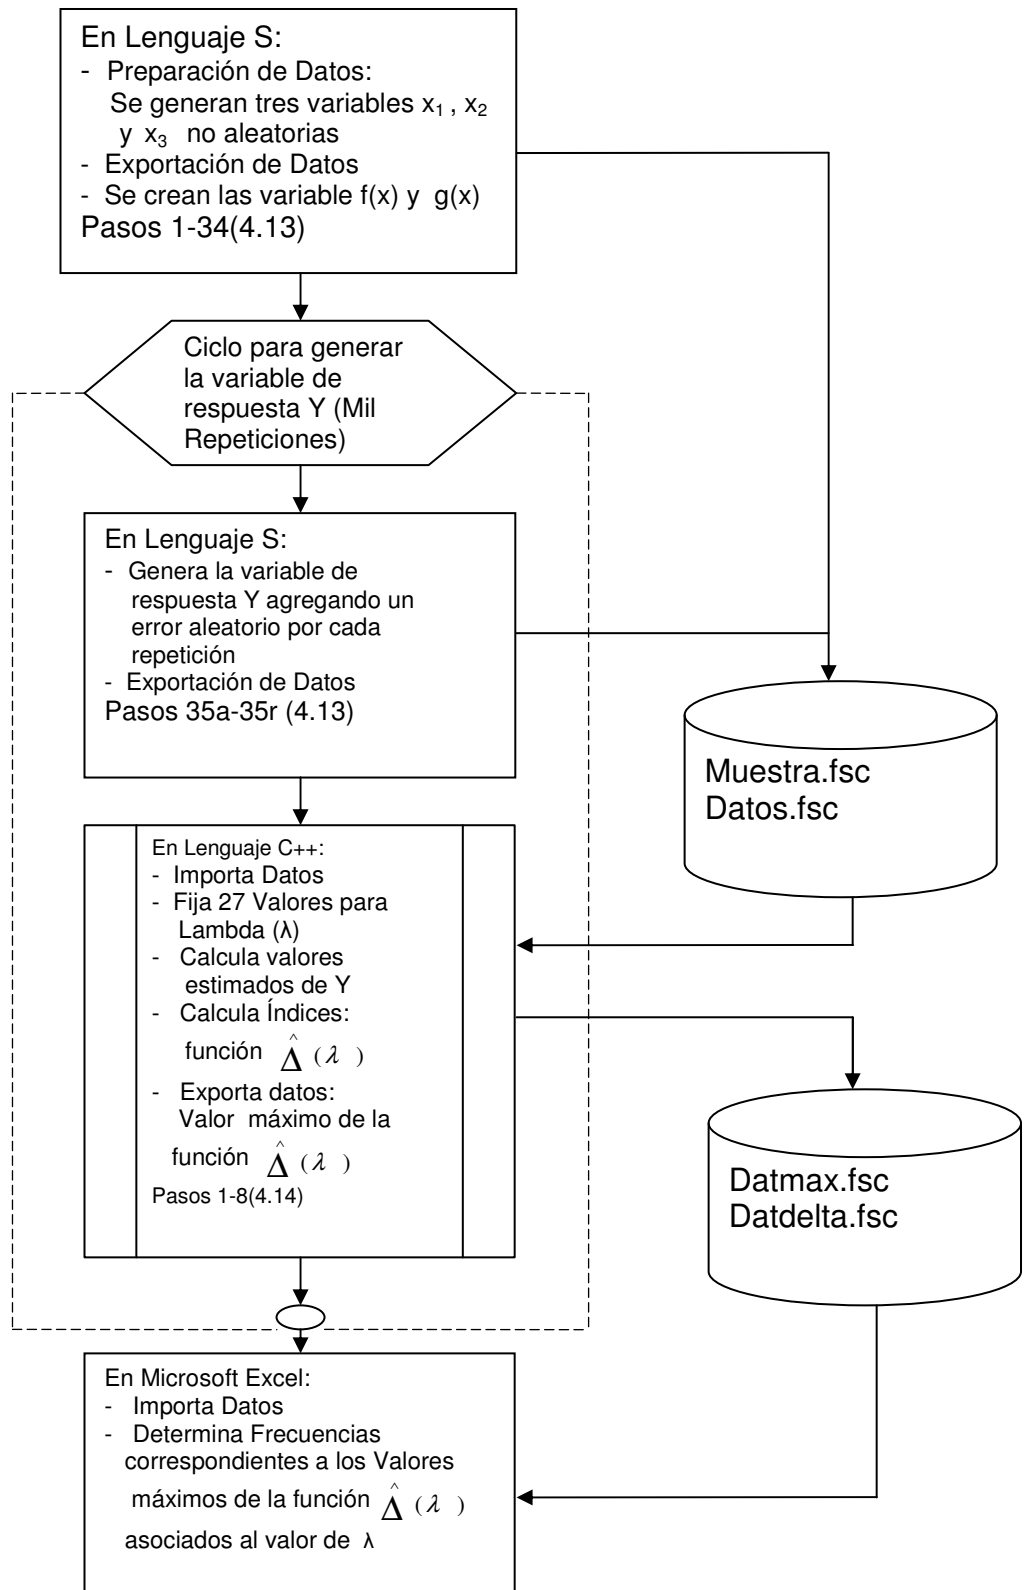 En Lenguaje S:
- Preparación de Datos:
Se generan tres variables x₁ , x₂
y x₃ no aleatorias
- Exportación de Datos
- Se crean las variable f(x) y g(x)
Pasos 1-34(4.13)
Ciclo para generar
la variable de
respuesta Y (Mil
Repeticiones)
En Lenguaje S:
- Genera la variable de
respuesta Y agregando un
error aleatorio por cada
repetición
- Exportación de Datos
Pasos 35a-35r (4.13)
Muestra.fsc
Datos.fsc
En Lenguaje C++:
- Importa Datos
- Fija 27 Valores para
Lambda (λ)
- Calcula valores
estimados de Y
- Calcula Índices:
función Δ̂ (λ )
- Exporta datos:
Valor máximo de la
función Δ̂ (λ )
Pasos 1-8(4.14)
Datmax.fsc
Datdelta.fsc
En Microsoft Excel:
- Importa Datos
- Determina Frecuencias
correspondientes a los Valores
máximos de la función Δ̂ (λ )
asociados al valor de λ